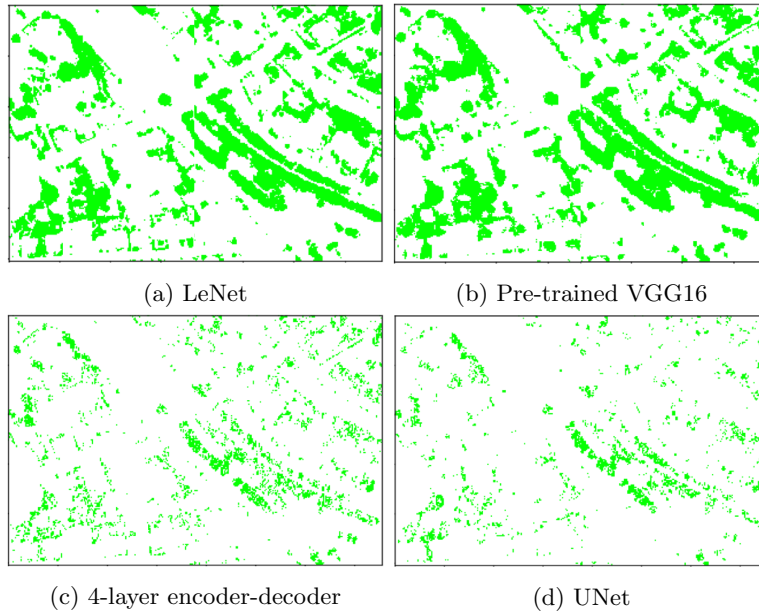 (a) LeNet
(b) Pre-trained VGG16
(c) 4-layer encoder-decoder
(d) UNet